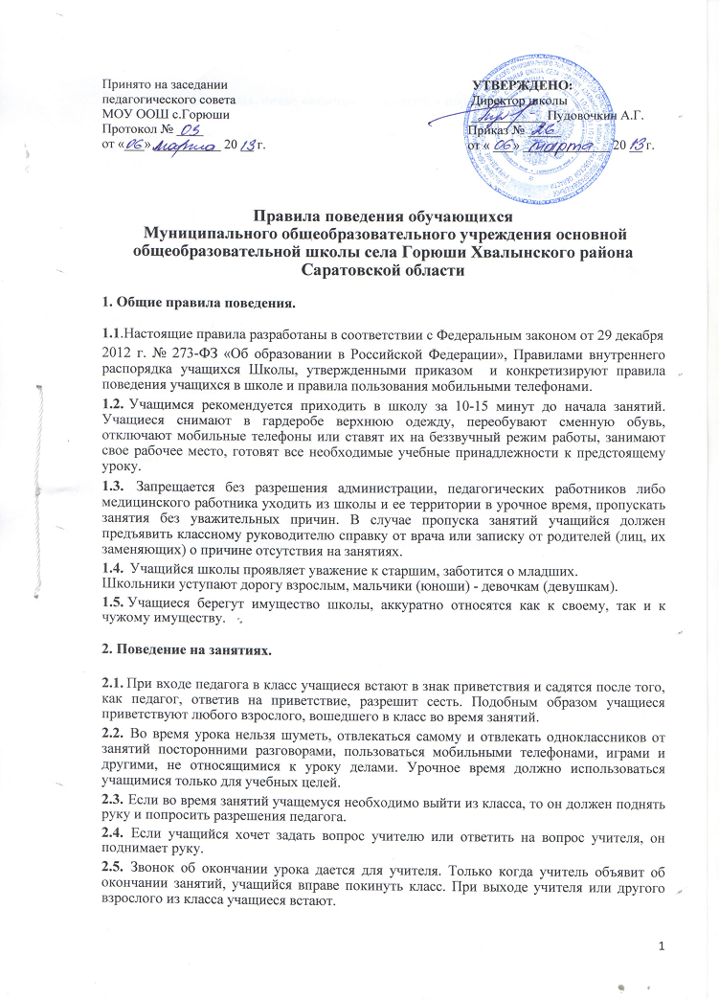 Принято на заседании
педагогического совета
МОУ ООШ с.Горюши
Протокол № 03
от «06» марта 2013г.
УТВЕРЖДЕНО:
Директор школы
Пудовочкин А.Г.
Приказ № 26
от « 06 » марта 2013 г.
Правила поведения обучающихся
Муниципального общеобразовательного учреждения основной
общеобразовательной школы села Горюши Хвалынского района
Саратовской области
1. Общие правила поведения.
1.1.Настоящие правила разработаны в соответствии с Федеральным законом от 29 декабря
2012 г. № 273-ФЗ «Об образовании в Российской Федерации», Правилами внутреннего
распорядка учащихся Школы, утвержденными приказом и конкретизируют правила
поведения учащихся в школе и правила пользования мобильными телефонами.
1.2. Учащимся рекомендуется приходить в школу за 10-15 минут до начала занятий.
Учащиеся снимают в гардеробе верхнюю одежду, переобувают сменную обувь,
отключают мобильные телефоны или ставят их на беззвучный режим работы, занимают
свое рабочее место, готовят все необходимые учебные принадлежности к предстоящему
уроку.
1.3. Запрещается без разрешения администрации, педагогических работников либо
медицинского работника уходить из школы и ее территории в урочное время, пропускать
занятия без уважительных причин. В случае пропуска занятий учащийся должен
предъявить классному руководителю справку от врача или записку от родителей (лиц, их
заменяющих) о причине отсутствия на занятиях.
1.4. Учащийся школы проявляет уважение к старшим, заботится о младших.
Школьники уступают дорогу взрослым, мальчики (юноши) - девочкам (девушкам).
1.5. Учащиеся берегут имущество школы, аккуратно относятся как к своему, так и к
чужому имуществу.
2. Поведение на занятиях.
2.1. При входе педагога в класс учащиеся встают в знак приветствия и садятся после того,
как педагог, ответив на приветствие, разрешит сесть. Подобным образом учащиеся
приветствуют любого взрослого, вошедшего в класс во время занятий.
2.2. Во время урока нельзя шуметь, отвлекаться самому и отвлекать одноклассников от
занятий посторонними разговорами, пользоваться мобильными телефонами, играми и
другими, не относящимися к уроку делами. Урочное время должно использоваться
учащимися только для учебных целей.
2.3. Если во время занятий учащемуся необходимо выйти из класса, то он должен поднять
руку и попросить разрешения педагога.
2.4. Если учащийся хочет задать вопрос учителю или ответить на вопрос учителя, он
поднимает руку.
2.5. Звонок об окончании урока дается для учителя. Только когда учитель объявит об
окончании занятий, учащийся вправе покинуть класс. При выходе учителя или другого
взрослого из класса учащиеся встают.
1